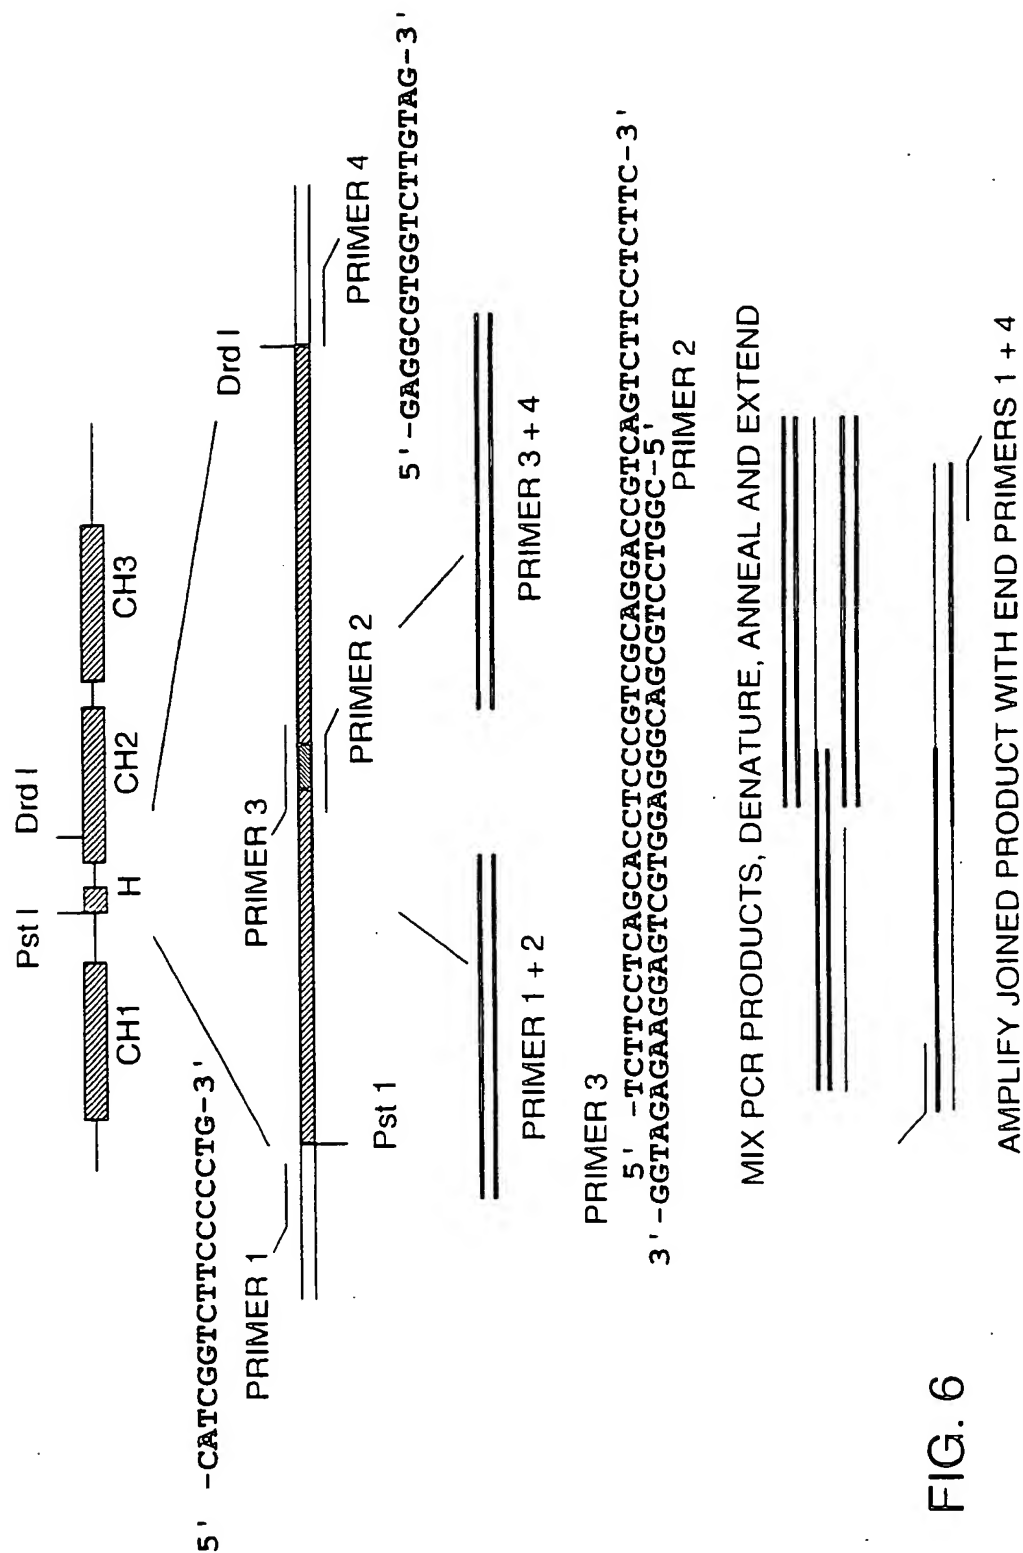 Pst I
Drd I
CH1
H
CH2
CH3
5' -CATCGGTCTTCCCCCTG-3'
Drd I
PRIMER 1
PRIMER 3
PRIMER 4
Pst 1
PRIMER 2
5'-GAGGCGTGGTCTTGTAG-3'
PRIMER 1 + 2
PRIMER 3 + 4
PRIMER 3
5' -TCTTCCTCAGCACCTCCCGTCGCAGGACCGTCAGTCTTCCTCTTC-3'
3'-GGTAGAGAAGGAGTCGTGGAGGGCAGCGTCCTGGC-5'
PRIMER 2
MIX PCR PRODUCTS, DENATURE, ANNEAL AND EXTEND
AMPLIFY JOINED PRODUCT WITH END PRIMERS 1 + 4
FIG. 6